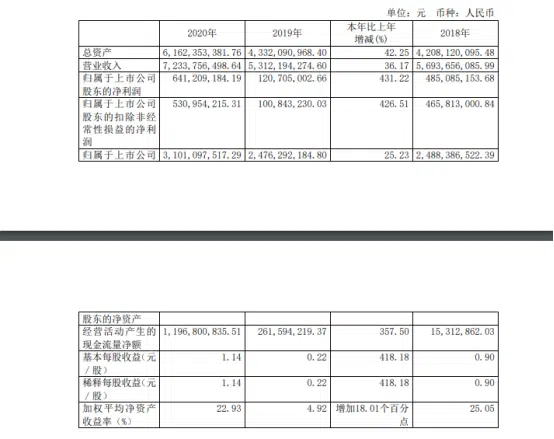 单位：元 币种：人民币
2020年 2019年 本年比上年 2018年
增减(%)
总资产 6,162,353,381.76 4,332,090,968.40 42.25 4,208,120,095.48
营业收入 7,233,756,498.64 5,312,194,274.60 36.17 5,693,656,085.99
归属于上市公司 641,209,184.19 120,705,002.66 431.22 485,085,153.68
股东的净利润
归属于上市公司 530,954,215.31 100,843,230.03 426.51 465,813,000.84
股东的扣除非经
常性损益的净利
润
归属于上市公司 3,101,097,517.29 2,476,292,184.80 25.23 2,488,386,522.39
股东的净资产
经营活动产生的 1,196,800,835.51 261,594,219.37 357.50 15,312,862.03
现金流量净额
基本每股收益(元 1.14 0.22 418.18 0.90
／股)
稀释每股收益(元 1.14 0.22 418.18 0.90
／股)
加权平均净资产 22.93 4.92 增加18.01个百分 25.05
收益率（%） 点